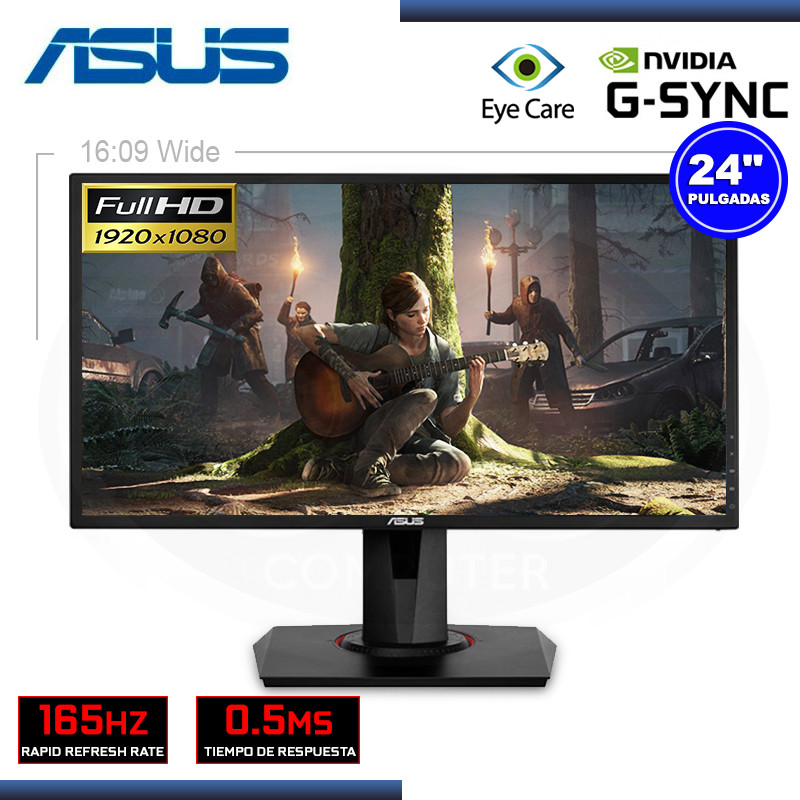 ASUS
Eye Care
NVIDIA
G-SYNC
16:09 Wide
24"
PULGADAS
Full HD
1920x1080
ASUS
165HZ
RAPID REFRESH RATE
0.5MS
TIEMPO DE RESPUESTA